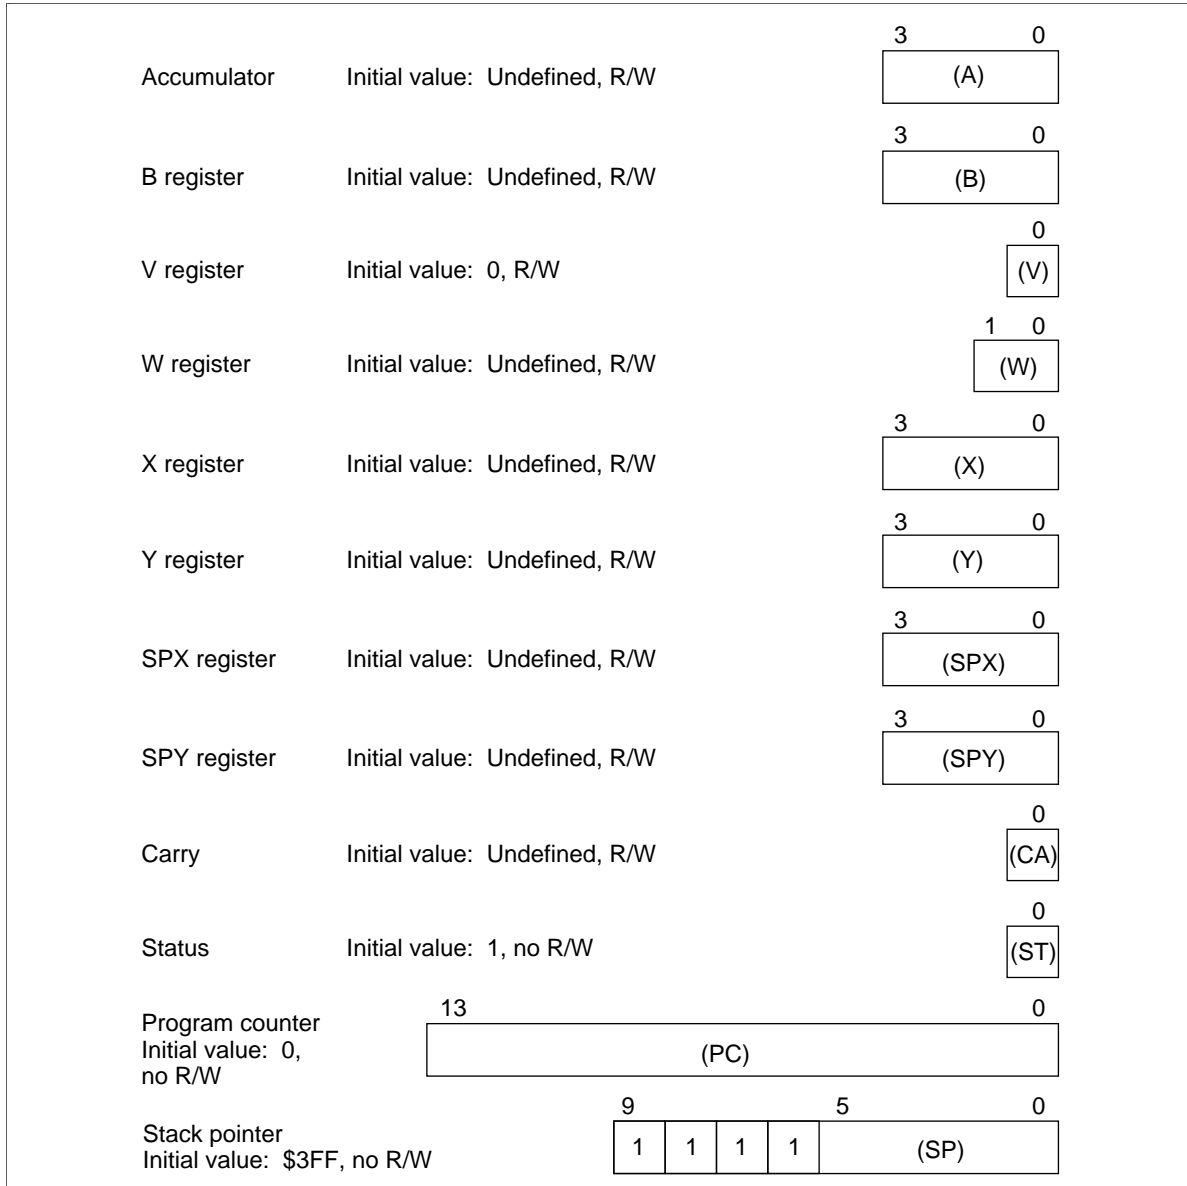 3 0
Accumulator Initial value: Undefined, R/W (A)
3 0
B register Initial value: Undefined, R/W (B)
0
V register Initial value: 0, R/W (V)
1 0
W register Initial value: Undefined, R/W (W)
3 0
X register Initial value: Undefined, R/W (X)
3 0
Y register Initial value: Undefined, R/W (Y)
3 0
SPX register Initial value: Undefined, R/W (SPX)
3 0
SPY register Initial value: Undefined, R/W (SPY)
0
Carry Initial value: Undefined, R/W (CA)
0
Status Initial value: 1, no R/W (ST)
13 0
Program counter
Initial value: 0, (PC)
no R/W
9 5 0
Stack pointer 1 1 1 1 (SP)
Initial value: $3FF, no R/W